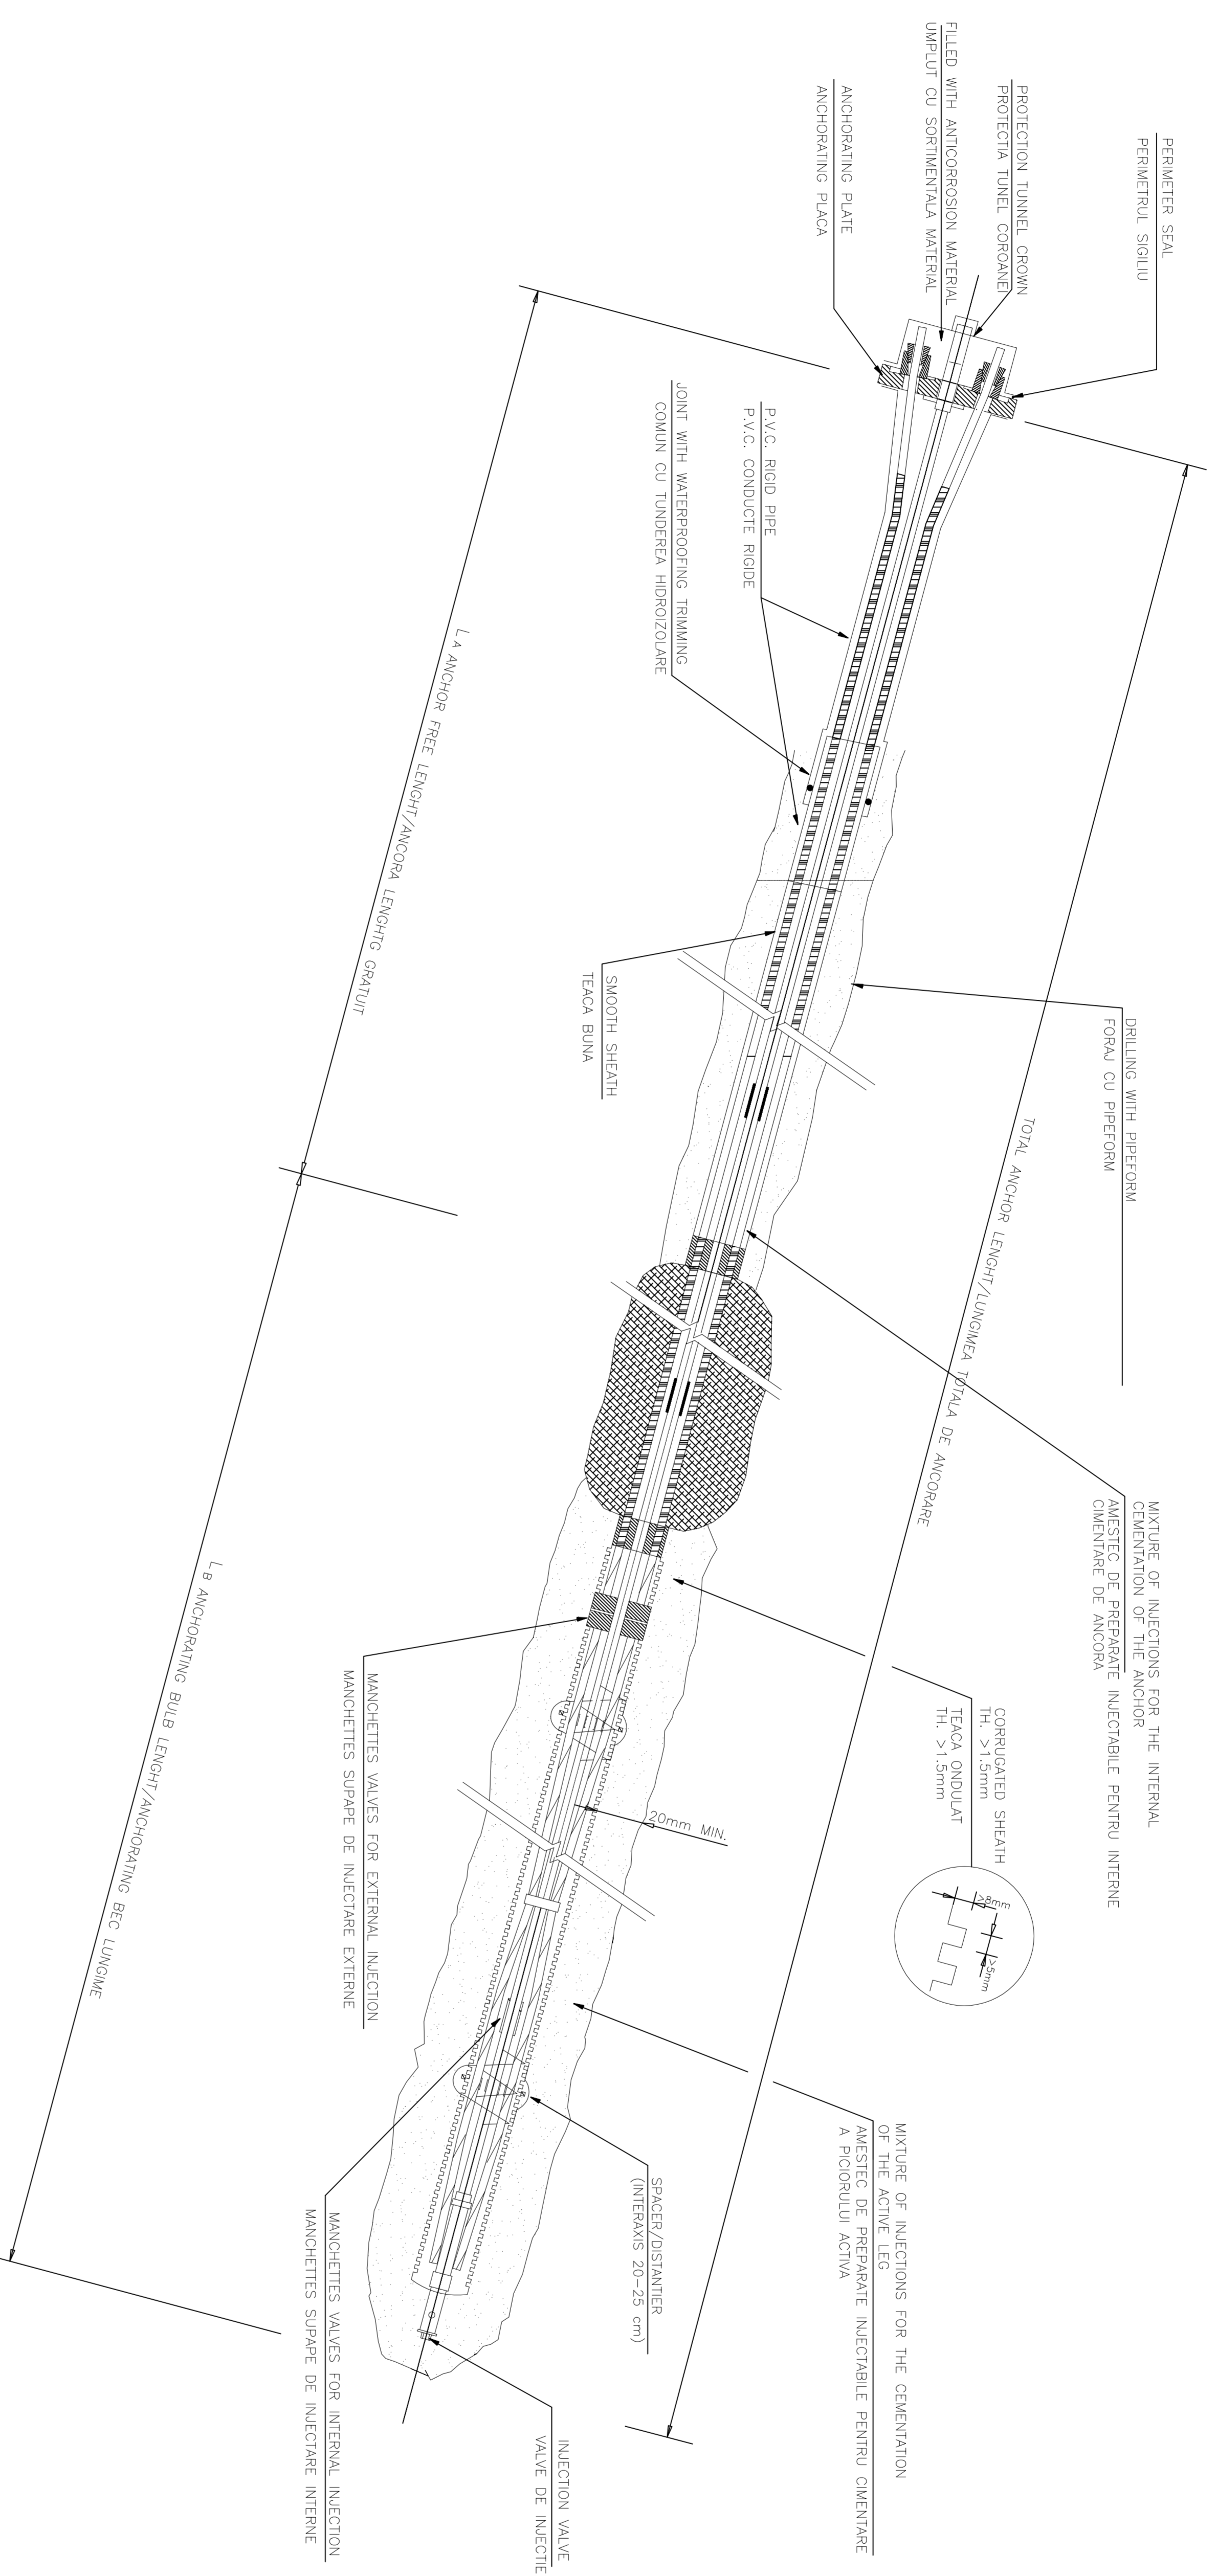 PERIMETER SEAL
PERIMETRUL SIGILIU
PROTECTION TUNNEL CROWN
PROTECTIA TUNEL COROANEI
FILLED WITH ANTICORROSION MATERIAL
UMPLUT CU SORTIMENTALA MATERIAL
ANCHORATING PLATE
ANCHORATING PLACA
P.V.C. RIGID PIPE
P.V.C. CONDUCTE RIGIDE
JOINT WITH WATERPROOFING TRIMMING
COMUN CU TUNDEREA HIDROIZOLARE
LA ANCHOR FREE LENGHT/ANCORA LENGHTG GRATUIT
SMOOTH SHEATH
TEACA BUNA
DRILLING WITH PIPEFORM
FORAJ CU PIPEFORM
TOTAL ANCHOR LENGHT/LUNGIMEA TOTALA DE ANCORARE
MIXTURE OF INJECTIONS FOR THE INTERNAL
CEMENTATION OF THE ANCHOR
AMESTEC DE PREPARATE INJECTABILE PENTRU INTERNE
CIMENTARE DE ANCORA
CORRUGATED SHEATH
TH. >1.5mm
TEACA ONDULAT
TH. >1.5mm
>8mm
>5mm
20mm MIN.
MANCHETTES VALVES FOR EXTERNAL INJECTION
MANCHETTES SUPAPE DE INJECTARE EXTERNE
LB ANCHORATING BULB LENGHT/ANCHORATING BEC LUNGIME
MIXTURE OF INJECTIONS FOR THE CEMENTATION
OF THE ACTIVE LEG
AMESTEC DE PREPARATE INJECTABILE PENTRU CIMENTARE
A PICIORULUI ACTIVA
SPACER/DISTANTIER
(INTERAXIS 20-25 cm)
MANCHETTES VALVES FOR INTERNAL INJECTION
MANCHETTES SUPAPE DE INJECTARE INTERNE
INJECTION VALVE
VALVE DE INJECTIE